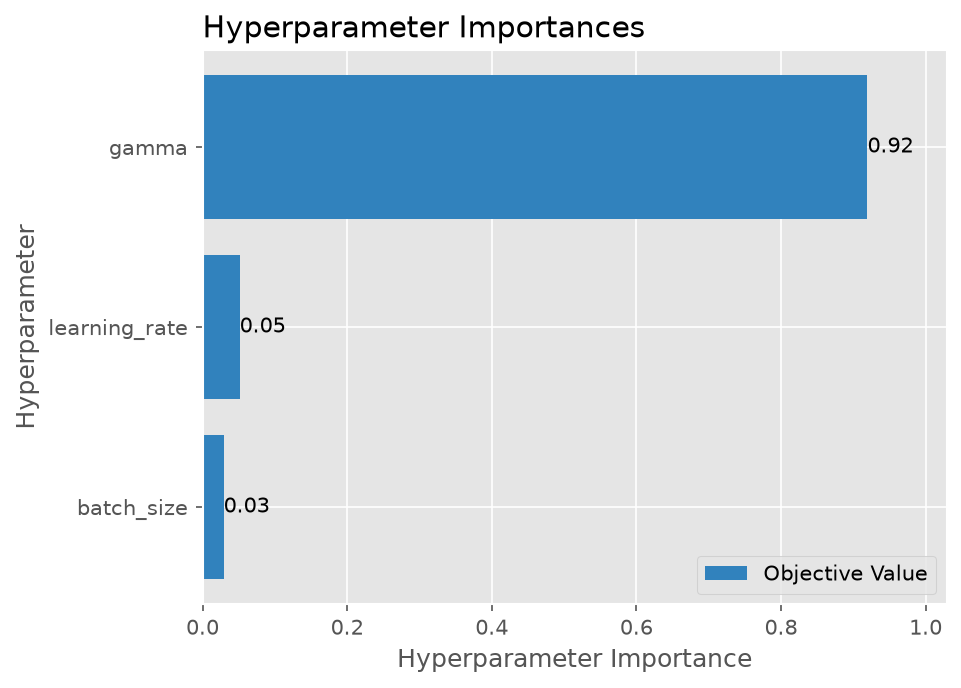 Hyperparameter Importances
Hyperparameter
gamma
0.92
learning_rate
0.05
batch_size
0.03
Objective Value
0.0 0.2 0.4 0.6 0.8 1.0
Hyperparameter Importance